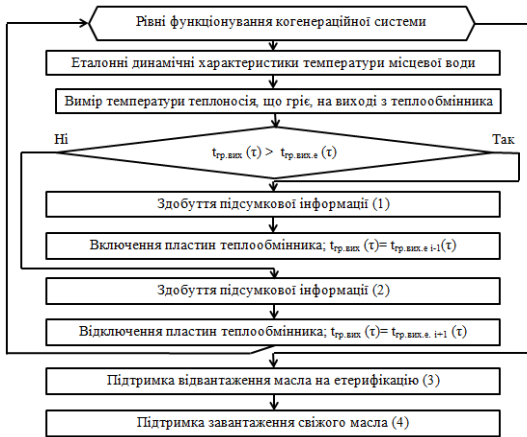 Рівні функціонування когенераційної системи
Еталонні динамічні характеристики температури місцевої води
Вимір температури теплоносія, що гріє, на виході з теплообмінника
Ні
Так
tгр.вих (τ) > tгр.вих.е (τ)
Здобуття підсумкової інформації (1)
Включення пластин теплообмінника; tгр.вих (τ)= tгр.вих.е i-1(τ)
Здобуття підсумкової інформації (2)
Відключення пластин теплообмінника; tгр.вих (τ)= tгр.вих.е. i+1 (τ)
Підтримка відвантаження масла на етерифікацію (3)
Підтримка завантаження свіжого масла (4)